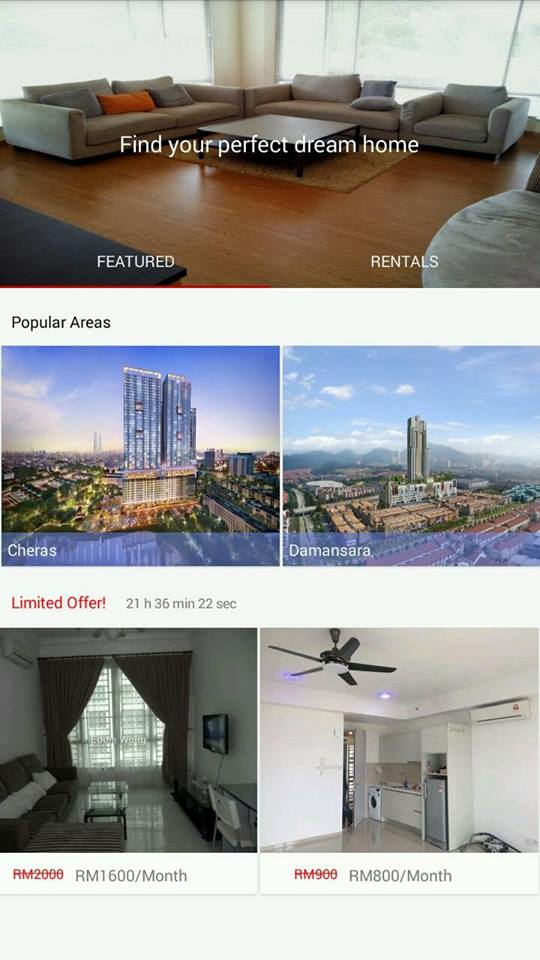 Find your perfect dream home
FEATURED
RENTALS
Popular Areas
Cheras
Damansara
Limited Offer!
21 h 36 min 22 sec
RM2000
RM1600/Month
RM900
RM800/Month